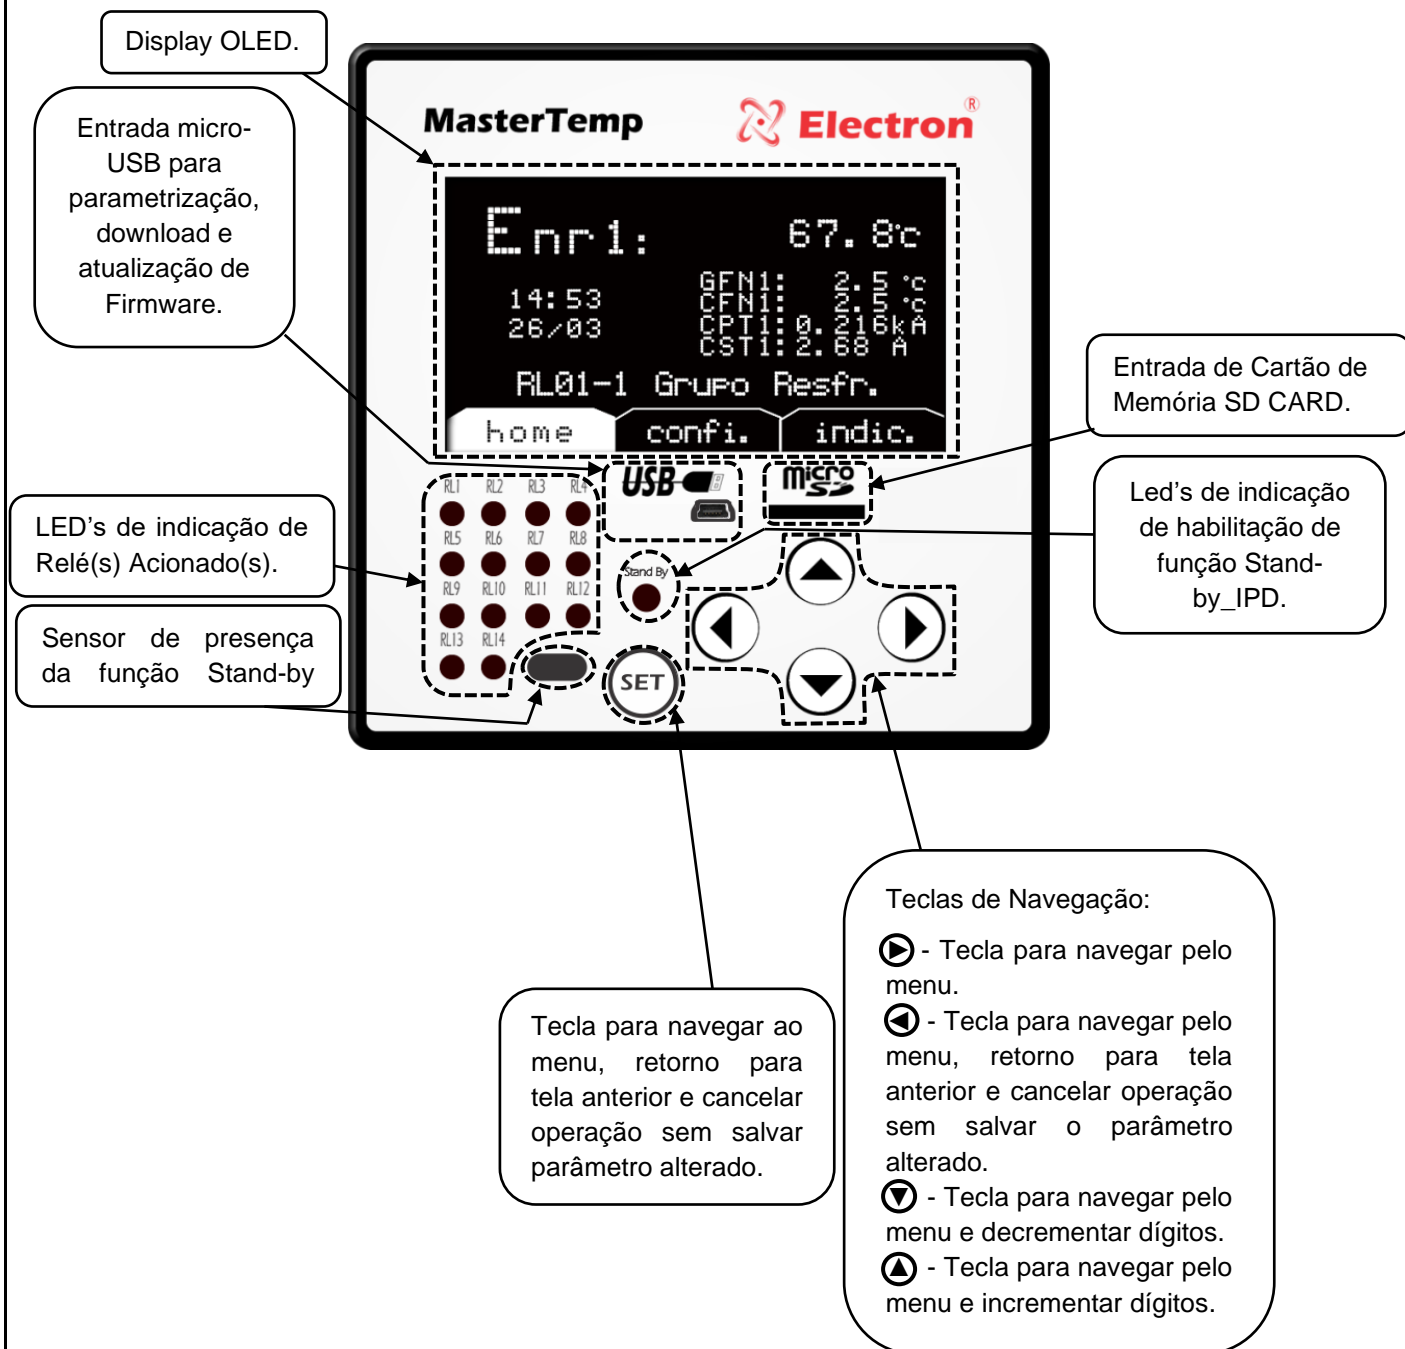 Display OLED.
Entrada micro-
USB para
parametrização,
download e
atualização de
Firmware.
LED’s de indicação de
Relé(s) Acionado(s).
Sensor de presença
da função Stand-by
MasterTemp
Electron®
Enr1: 67.8°c
14:53
26/03
GFN1: 2.5 °c
CFN1: 2.5 °c
CPT1:0.216kA
CST1:2.68 A
RL01-1 Grupo Resfr.
home confi. indic.
RL1 RL2 RL3 RL4
RL5 RL6 RL7 RL8
RL9 RL10 RL11 RL12
RL13 RL14
USB
micro
SD
Stand By
SET
Entrada de Cartão de
Memória SD CARD.
Led’s de indicação
de habilitação de
função Stand-
by_IPD.
Tecla para navegar ao
menu, retorno para
tela anterior e cancelar
operação sem salvar
parâmetro alterado.
Teclas de Navegação:
- Tecla para navegar pelo
menu.
- Tecla para navegar pelo
menu, retorno para tela
anterior e cancelar operação
sem salvar o parâmetro
alterado.
- Tecla para navegar pelo
menu e decrementar dígitos.
- Tecla para navegar pelo
menu e incrementar dígitos.